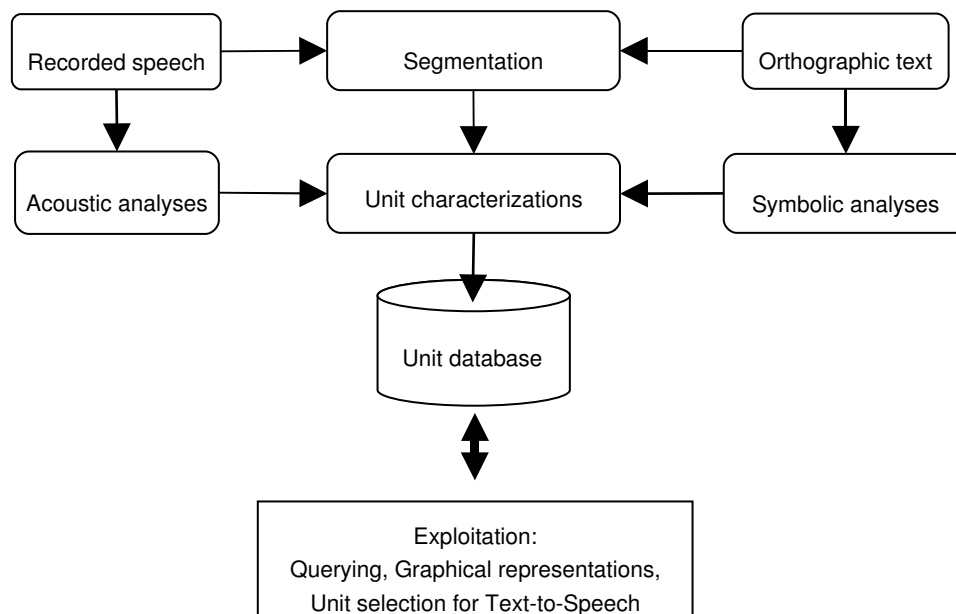 Recorded speech
Segmentation
Orthographic text
Acoustic analyses
Unit characterizations
Symbolic analyses
Unit database
Exploitation:
Querying, Graphical representations,
Unit selection for Text-to-Speech